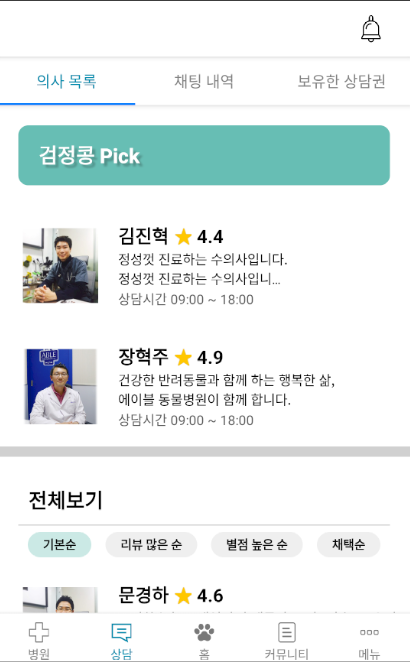 의사 목록
채팅 내역
보유한 상담권
검정콩 Pick
김진혁 4.4
정성껏 진료하는 수의사입니다.
정성껏 진료하는 수의사입니...
상담시간 09:00 ~ 18:00
장혁주 4.9
건강한 반려동물과 함께 하는 행복한 삶,
에이블 동물병원이 함께 합니다.
상담시간 09:00 ~ 18:00
전체보기
기본순
리뷰 많은 순
별점 높은 순
채택순
문경하 4.6
병원
상담
홈
커뮤니티
메뉴